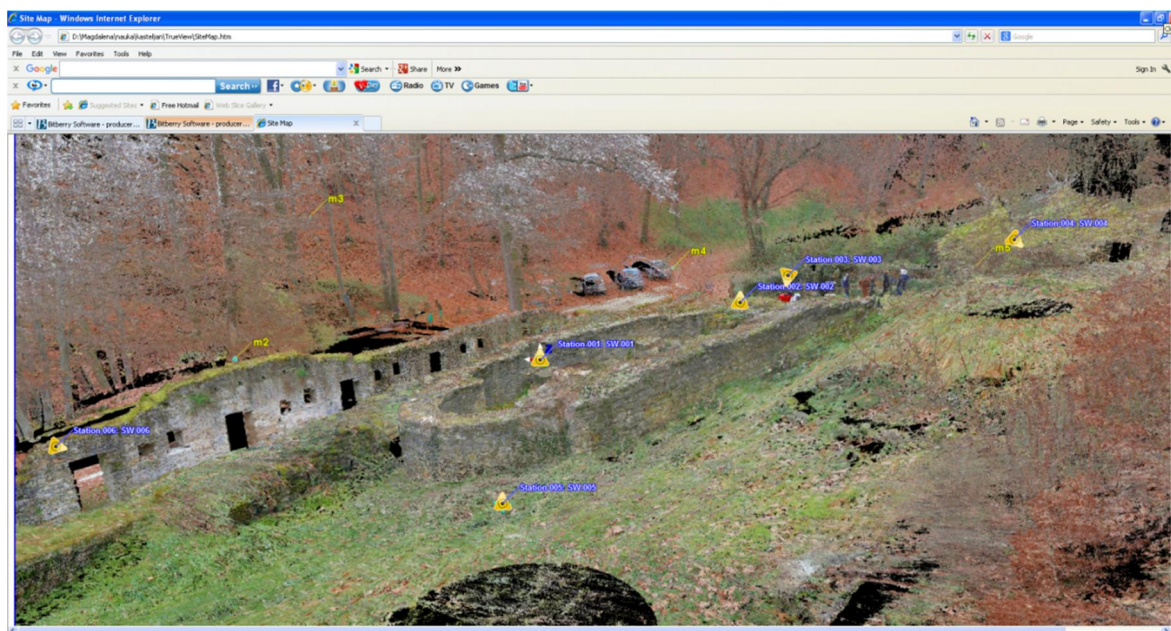 Site Map - Windows Internet Explorer
D:\Magdalena\nauka\kasteljan\TrueView\SiteMap.htm
Google
File Edit View Favorites Tools Help
x Google Search Share More »
Sign In
x Search Radio TV Games
Favorites Suggested Sites Free Hotmail Web Slice Gallery
Bitberry Software - producer... Bitberry Software - producer... Site Map X
Page Safety Tools
m3
Station 004: SW 004
m4
m5
Station 003: SW 003
Station 002: SW 002
m2
Station 001: SW 001
Station 006: SW 006
Station 005: SW 005